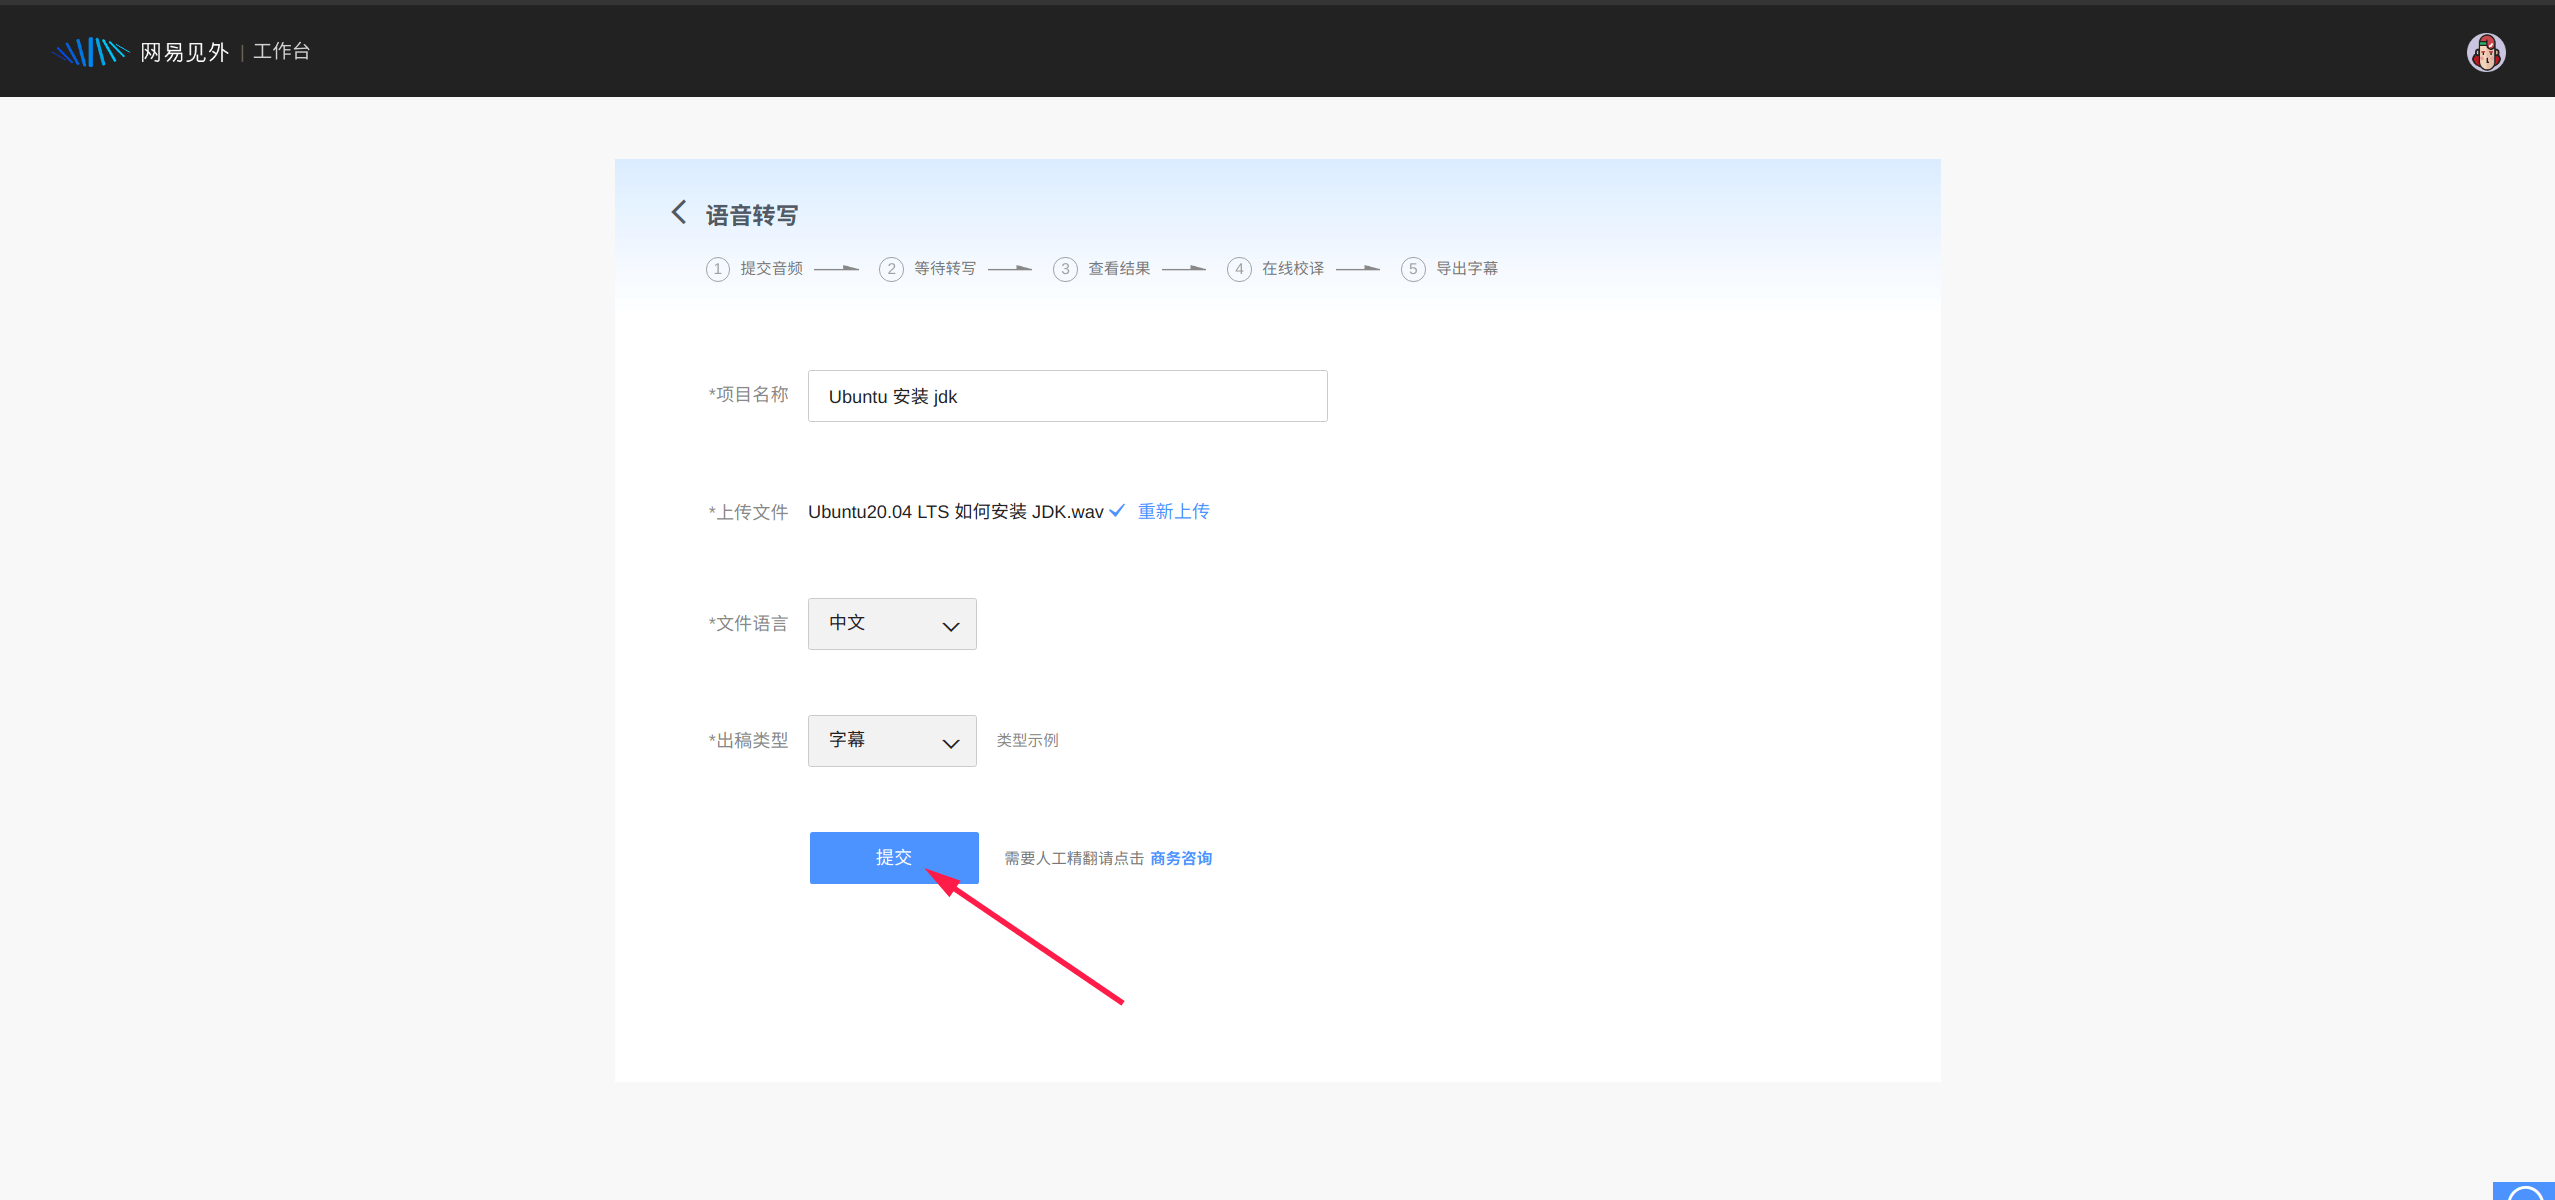 网易见外 | 工作台
语音转写
1 提交音频 2 等待转写 3 查看结果 4 在线校译 5 导出字幕
*项目名称 Ubuntu 安装 jdk
*上传文件 Ubuntu20.04 LTS 如何安装 JDK.wav 重新上传
*文件语言 中文
*出稿类型 字幕 类型示例
提交 需要人工精翻请点击 商务咨询